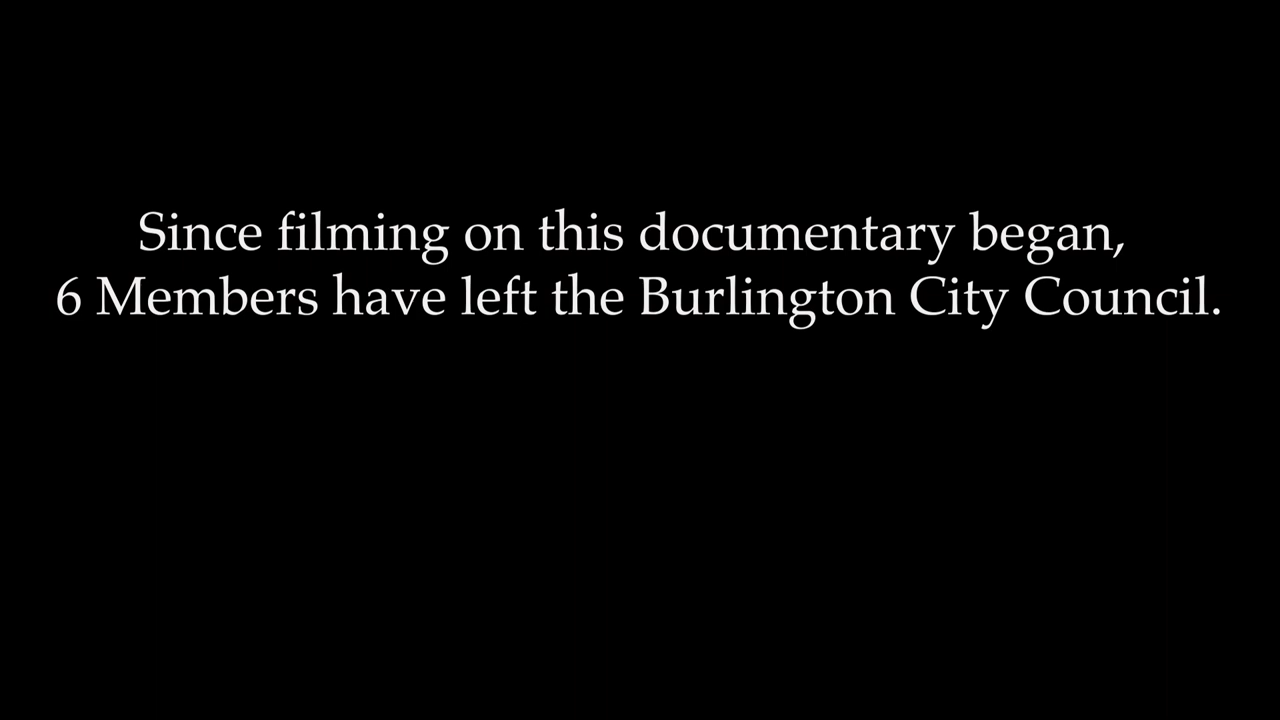 Since filming on this documentary began,
6 Members have left the Burlington City Council.